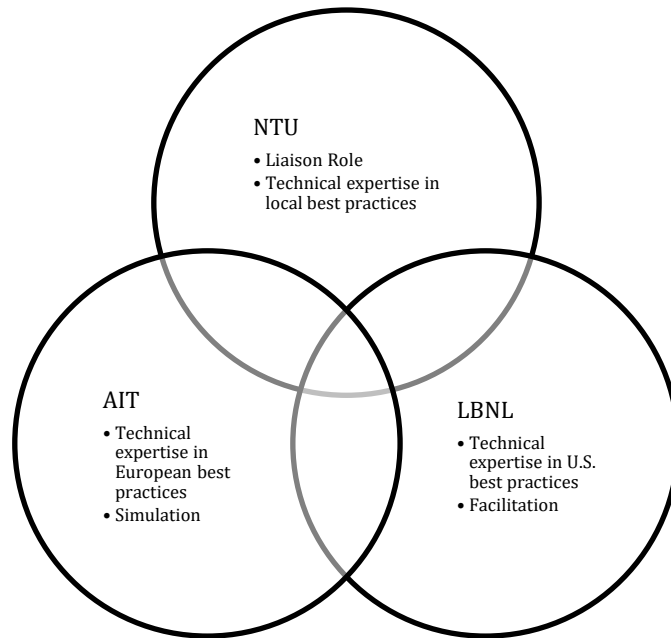 NTU
• Liaison Role
• Technical expertise in
local best practices
AIT
• Technical
expertise in
European best
practices
• Simulation
LBNL
• Technical
expertise in U.S.
best practices
• Facilitation